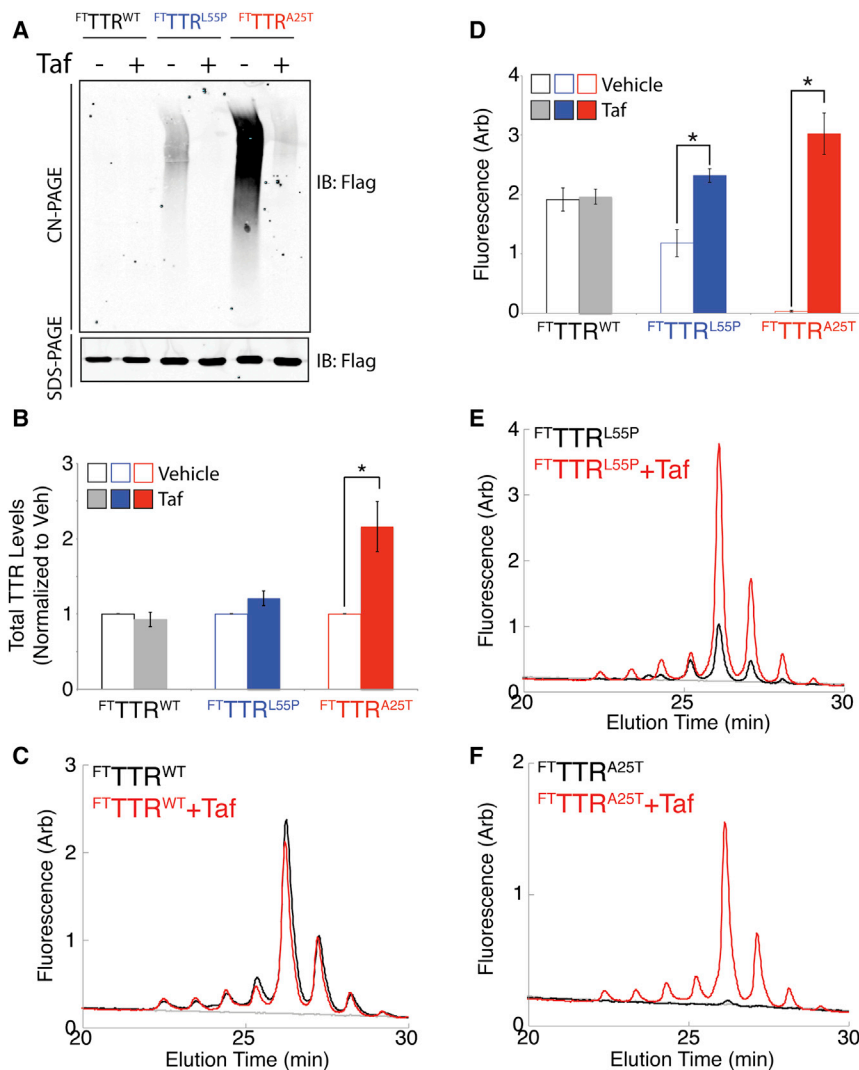 A
FTTTRWT FTTTRL55P FTTTRA25T
Taf - + - + - +
CN-PAGE
IB: Flag
SDS-PAGE
IB: Flag
B
Total TTR Levels
(Normalized to Veh)
3
2
1
0
Vehicle
Taf
*
FTTTRWT FTTTRL55P FTTTRA25T
C
FTTTRWT
FTTTRWT+Taf
Fluorescence (Arb)
3
2
1
0
20 25 30
Elution Time (min)
D
Fluorescence (Arb)
4
3
2
1
0
Vehicle
Taf
* *
FTTTRWT FTTTRL55P FTTTRA25T
E
FTTTRL55P
FTTTRL55P+Taf
Fluorescence (Arb)
4
3
2
1
0
20 25 30
Elution Time (min)
F
FTTTRA25T
FTTTRA25T+Taf
Fluorescence (Arb)
2
1
0
20 25 30
Elution Time (min)